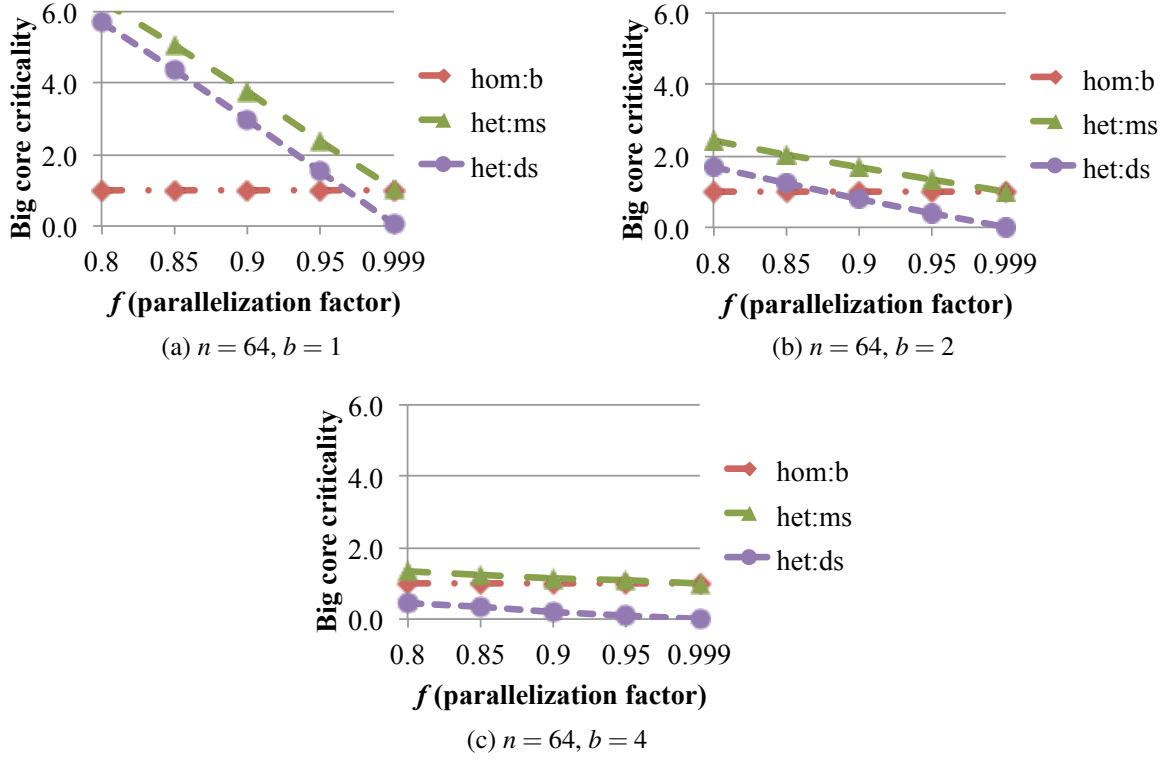 Big core criticality
6.0
4.0
2.0
0.0
0.8 0.85 0.9 0.95 0.999
f (parallelization factor)
hom:b
het:ms
het:ds
(a) n = 64, b = 1
Big core criticality
6.0
4.0
2.0
0.0
0.8 0.85 0.9 0.95 0.999
f (parallelization factor)
hom:b
het:ms
het:ds
(b) n = 64, b = 2
Big core criticality
6.0
4.0
2.0
0.0
0.8 0.85 0.9 0.95 0.999
f (parallelization factor)
hom:b
het:ms
het:ds
(c) n = 64, b = 4